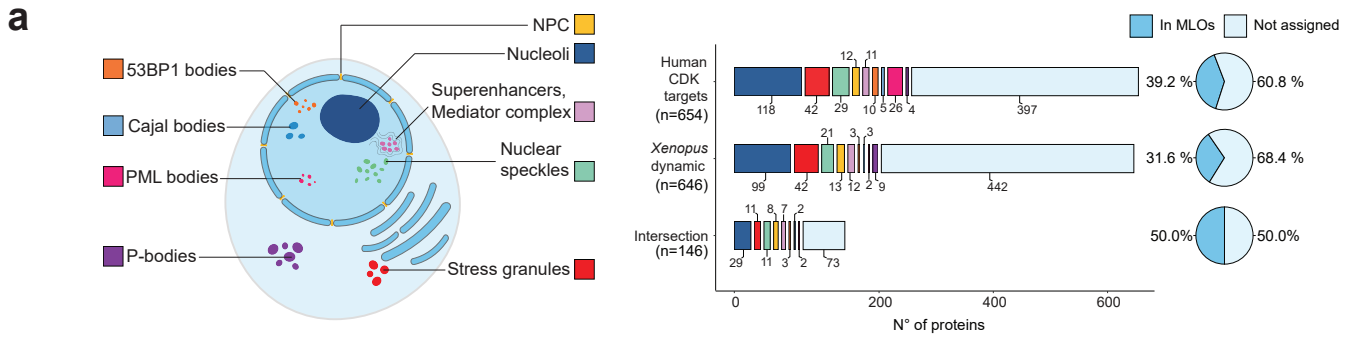 a
NPC
Nucleoli
53BP1 bodies
Superenhancers,
Mediator complex
Cajal bodies
Nuclear
speckles
PML bodies
P-bodies
Stress granules
In MLOs
Not assigned
Human
CDK
targets
(n=654)
12
11
118
42
29
10
5
26
4
397
39.2 %
60.8 %
Xenopus
dynamic
(n=646)
21
3
3
99
42
13
12
2
9
442
31.6 %
68.4 %
Intersection
(n=146)
11
8
7
2
29
11
3
2
73
50.0%
50.0%
0
200
400
600
N° of proteins